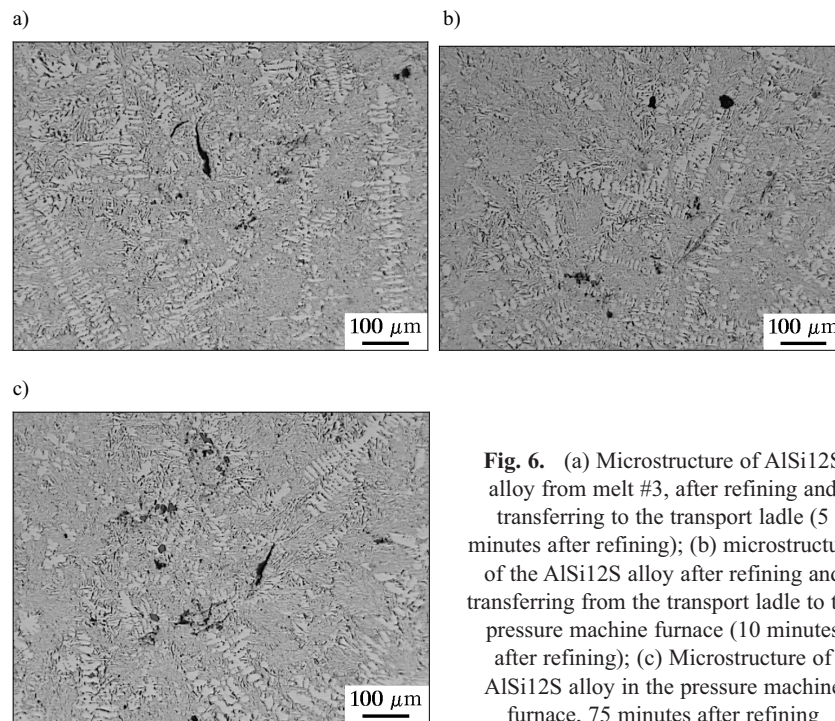 a)
b)
100 μm
100 μm
c)
100 μm
Fig. 6. (a) Microstructure of AlSi12S
alloy from melt #3, after refining and
transferring to the transport ladle (5
minutes after refining); (b) microstructu
of the AlSi12S alloy after refining and
transferring from the transport ladle to t
pressure machine furnace (10 minutes
after refining); (c) Microstructure of
AlSi12S alloy in the pressure machine
furnace, 75 minutes after refining